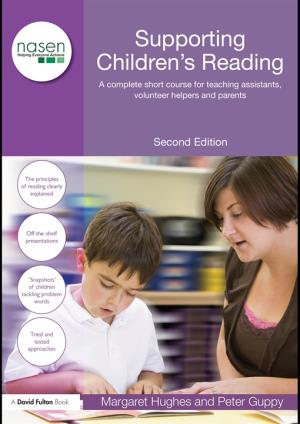 nasen
Helping Everyone Achieve
Supporting
Children's Reading
A complete short course for teaching assistants,
volunteer helpers and parents
Second Edition
The principles
of reading clearly
explained
Off-the-shelf
presentations
'Snapshots'
of children
tackling problem
words
Tried and
tested
approaches
A David Fulton Book
Margaret Hughes and Peter Guppy